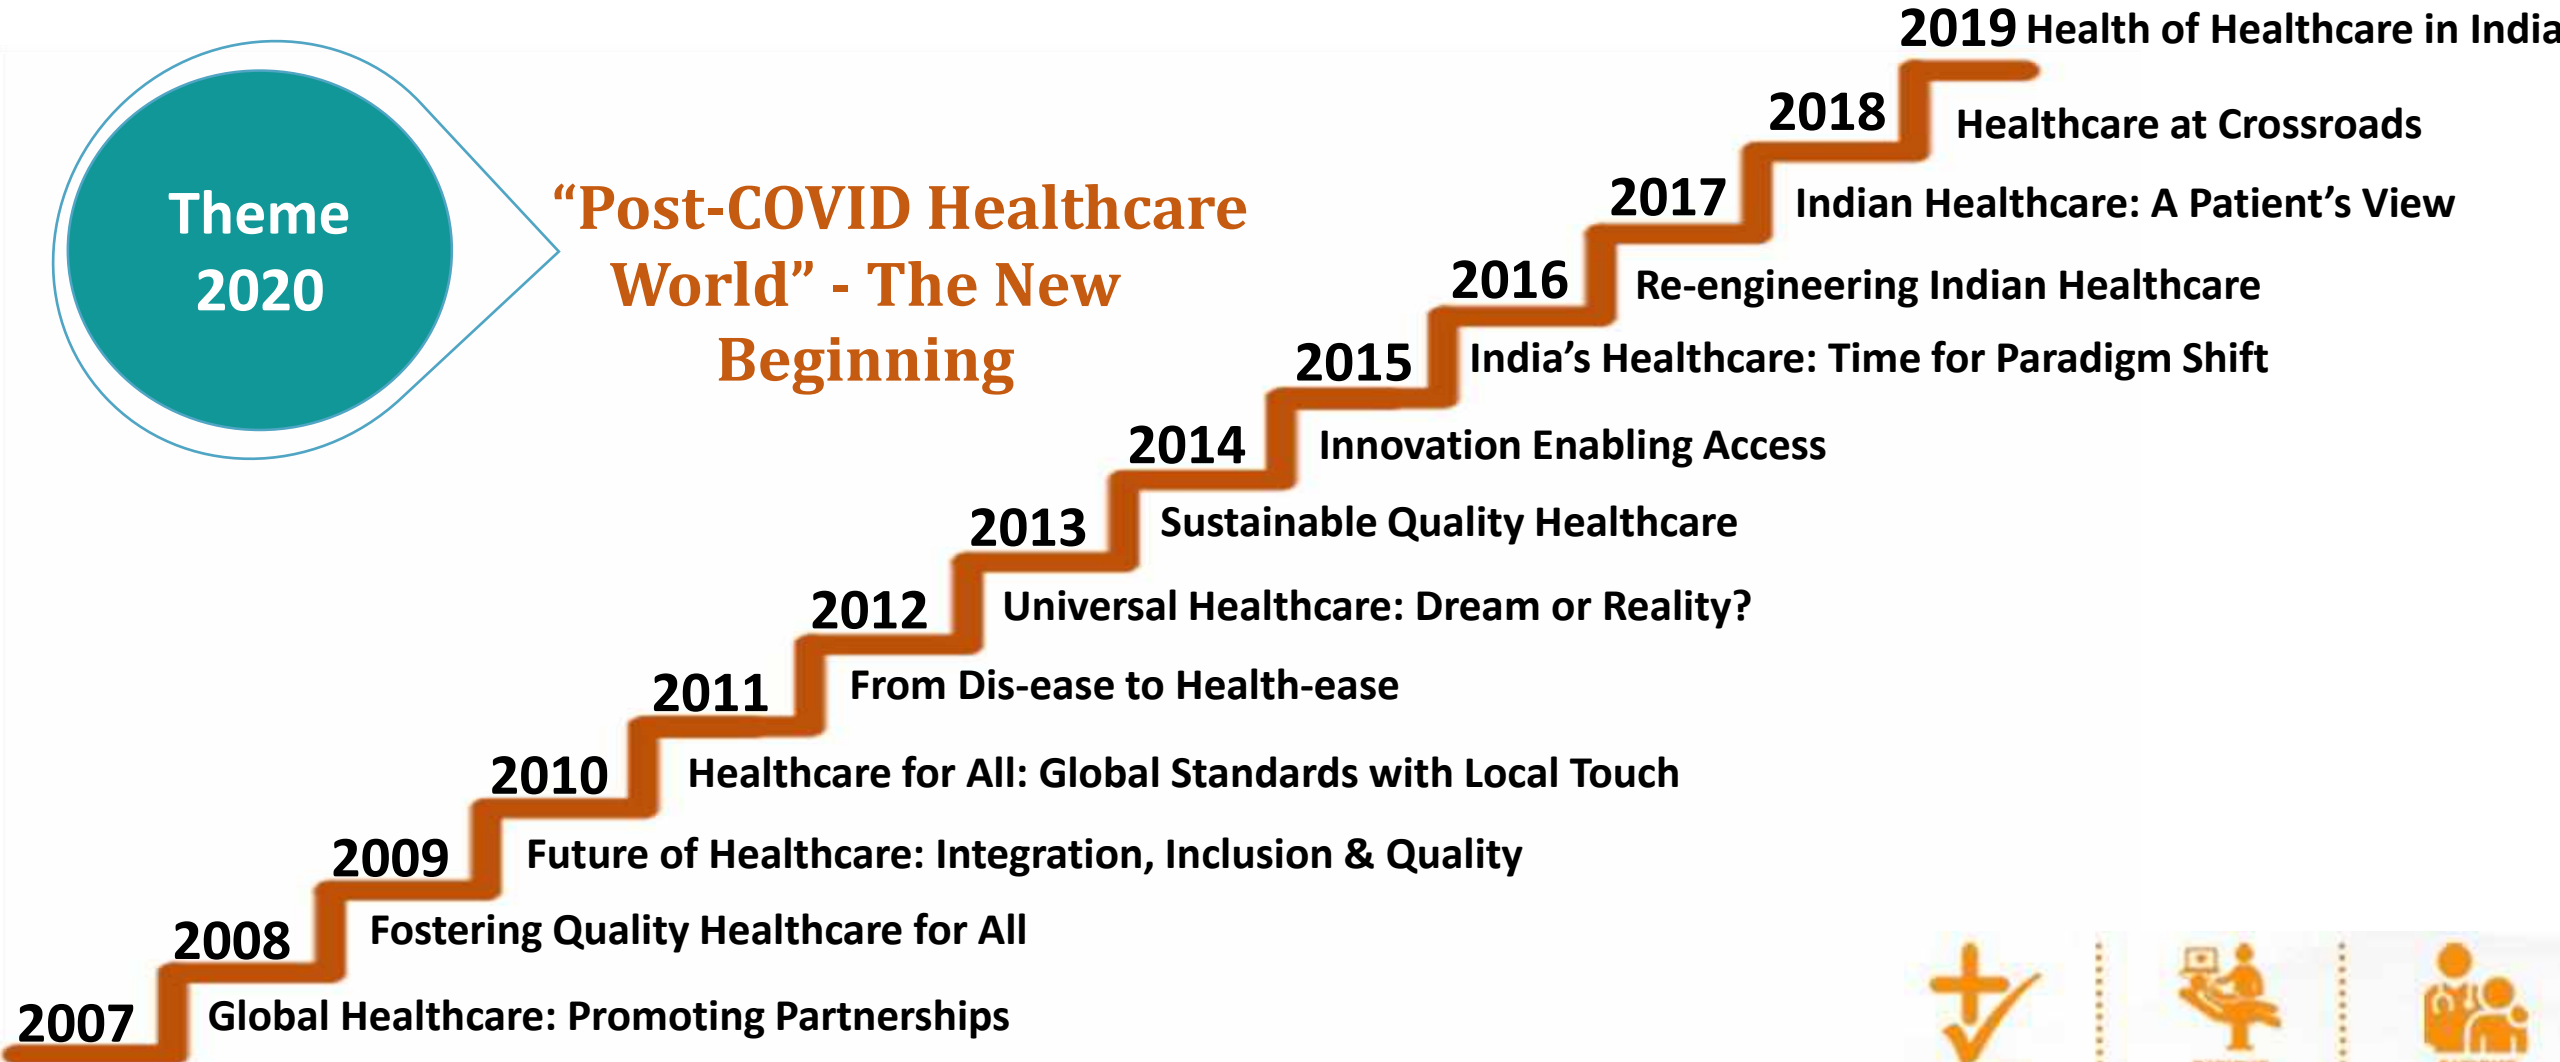 2019 Health of Healthcare in India
2018 Healthcare at Crossroads
2017 Indian Healthcare: A Patient’s View
2016 Re-engineering Indian Healthcare
2015 India’s Healthcare: Time for Paradigm Shift
2014 Innovation Enabling Access
2013 Sustainable Quality Healthcare
2012 Universal Healthcare: Dream or Reality?
2011 From Dis-ease to Health-ease
2010 Healthcare for All: Global Standards with Local Touch
2009 Future of Healthcare: Integration, Inclusion & Quality
2008 Fostering Quality Healthcare for All
2007 Global Healthcare: Promoting Partnerships
Theme
2020
“Post-COVID Healthcare
World” - The New
Beginning